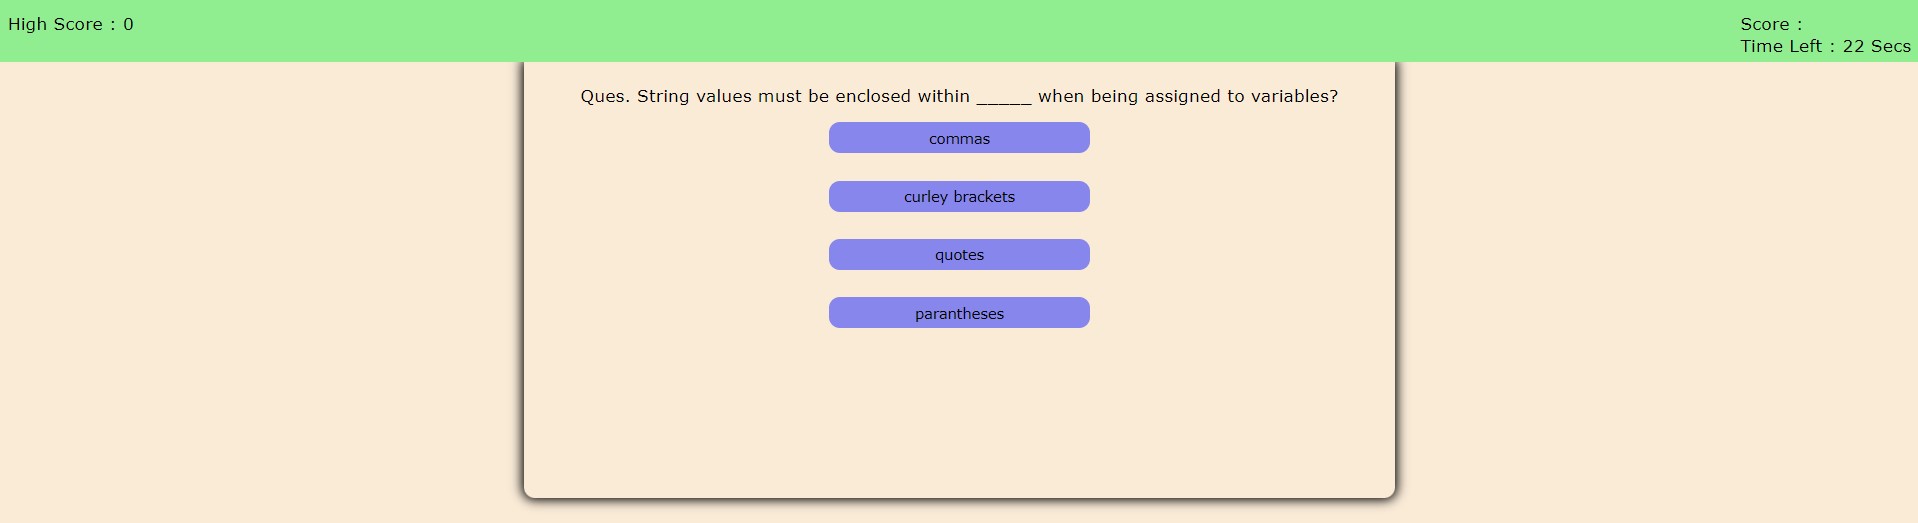 High Score : 0
Score :
Time Left : 22 Secs
Ques. String values must be enclosed within _____ when being assigned to variables?
commas
curley brackets
quotes
parantheses